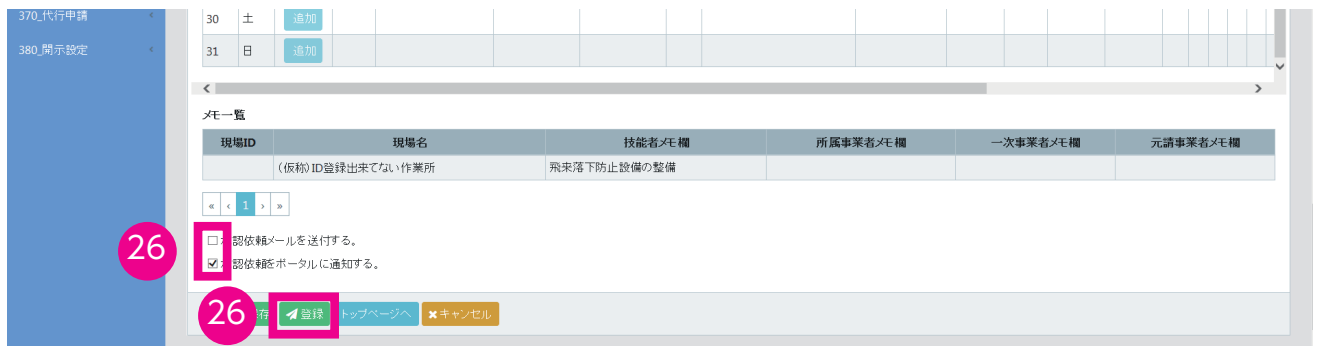 370_代行申請
380_開示設定
30 土 追加
31 日 追加
メモ一覧
現場ID 現場名 技能者メモ欄 所属事業者メモ欄 一次事業者メモ欄 元請事業者メモ欄
(仮称)ID登録出来てない作業所 飛来落下防止設備の整備
« ‹ 1 › »
26
認依頼メールを送付する。
認依頼をポータルに通知する。
26 存 登録 トップページへ ×キャンセル